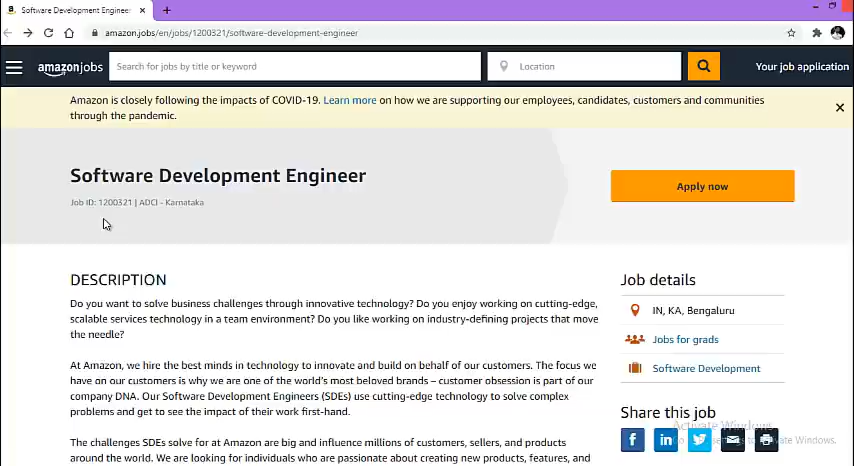 Software Development Engineer
amazon.jobs/en/jobs/1200321/software-development-engineer
amazonjobs
Search for jobs by title or keyword
Location
Your job application
Amazon is closely following the impacts of COVID-19. Learn more on how we are supporting our employees, candidates, customers and communities
through the pandemic.
Software Development Engineer
Job ID: 1200321 | ADCI - Karnataka
Apply now
DESCRIPTION
Do you want to solve business challenges through innovative technology? Do you enjoy working on cutting-edge,
scalable services technology in a team environment? Do you like working on industry-defining projects that move
the needle?
At Amazon, we hire the best minds in technology to innovate and build on behalf of our customers. The focus we
have on our customers is why we are one of the world's most beloved brands – customer obsession is part of our
company DNA. Our Software Development Engineers (SDEs) use cutting-edge technology to solve complex
problems and get to see the impact of their work first-hand.
The challenges SDEs solve for at Amazon are big and influence millions of customers, sellers, and products
around the world. We are looking for individuals who are passionate about creating new products, features, and
Job details
IN, KA, Bengaluru
Jobs for grads
Software Development
Share this job
Activate Windows
Go to Settings to activate Windows.